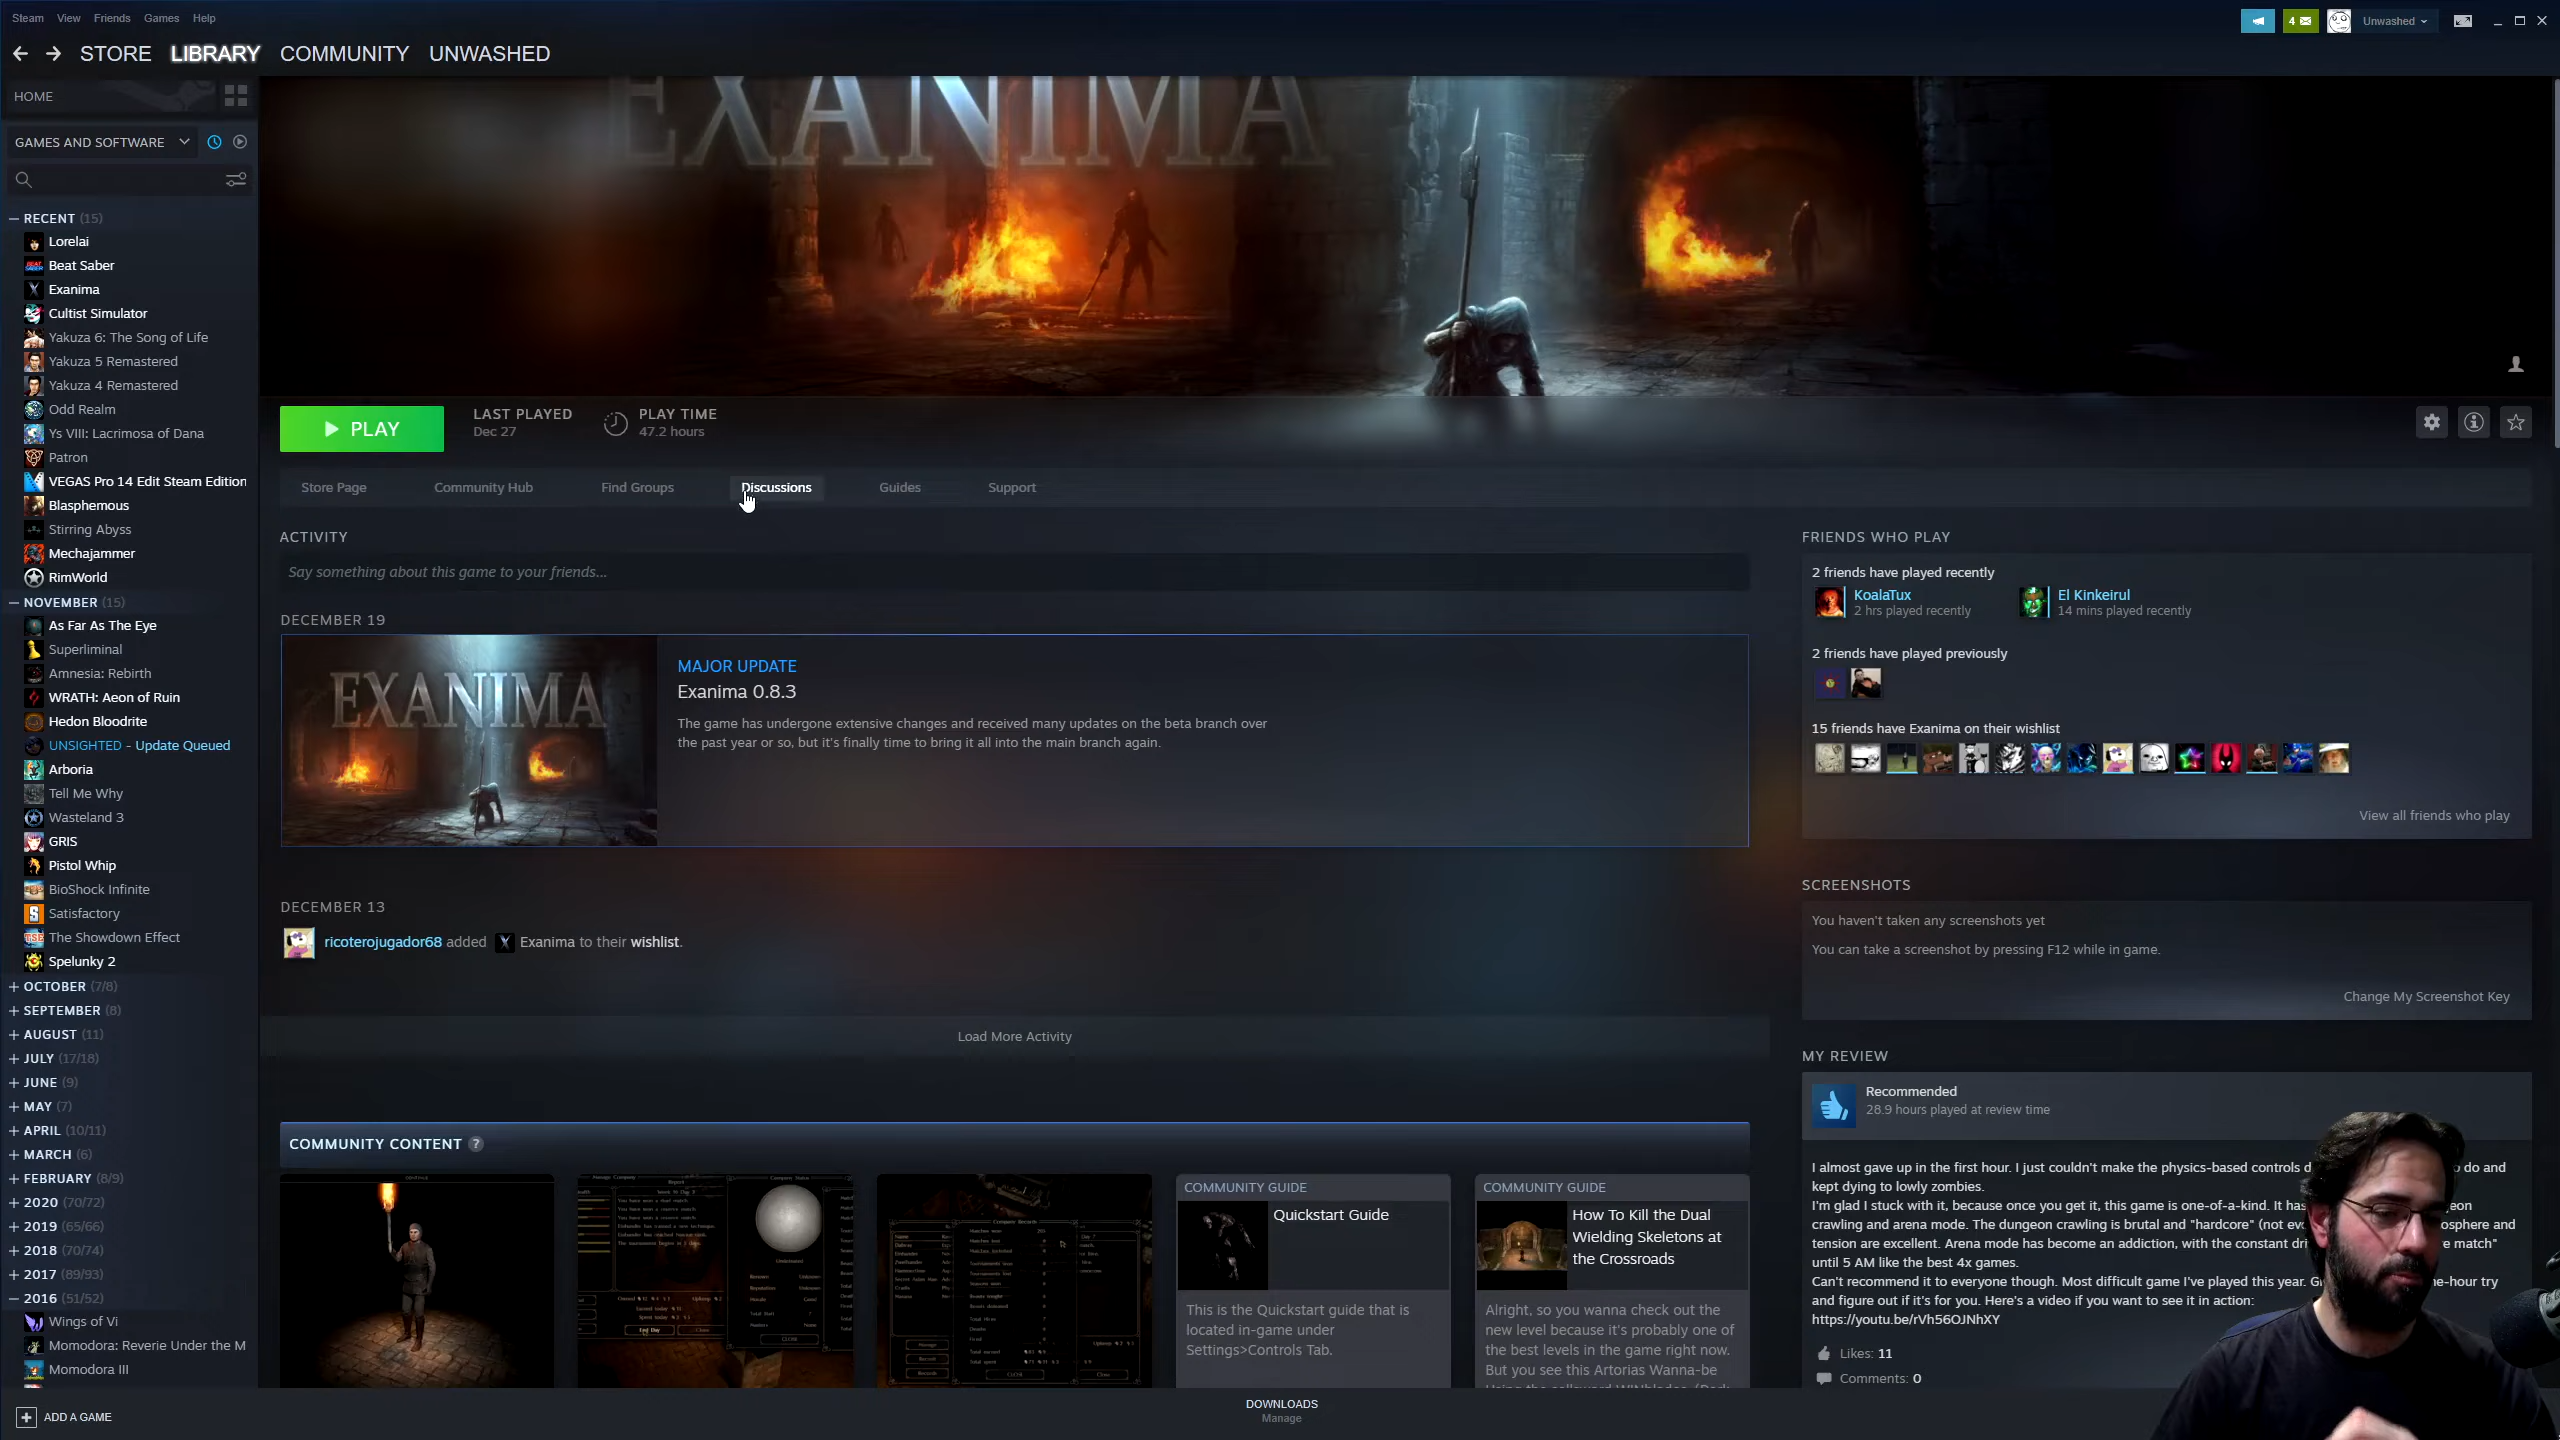 Steam View Friends Games Help
4 Unwashed
STORE LIBRARY COMMUNITY UNWASHED
HOME
GAMES AND SOFTWARE
RECENT (15)
Lorelai
Beat Saber
Exanima
Cultist Simulator
Yakuza 6: The Song of Life
Yakuza 5 Remastered
Yakuza 4 Remastered
Odd Realm
Ys VIII: Lacrimosa of Dana
Patron
VEGAS Pro 14 Edit Steam Edition
Blasphemous
Stirring Abyss
Mechajammer
RimWorld
NOVEMBER (15)
As Far As The Eye
Superliminal
Amnesia: Rebirth
WRATH: Aeon of Ruin
Hedon Bloodrite
UNSIGHTED - Update Queued
Arboria
Tell Me Why
Wasteland 3
GRIS
Pistol Whip
BioShock Infinite
Satisfactory
The Showdown Effect
Spelunky 2
OCTOBER (7/8)
SEPTEMBER (8)
AUGUST (11)
JULY (17/18)
JUNE (9)
MAY (7)
APRIL (10/11)
MARCH (6)
FEBRUARY (8/9)
2020 (70/72)
2019 (65/66)
2018 (70/74)
2017 (89/93)
2016 (51/52)
Wings of Vi
Momodora: Reverie Under the M
Momodora III
ADD A GAME
EXANIMA
PLAY
LAST PLAYED
Dec 27
PLAY TIME
47.2 hours
Store Page Community Hub Find Groups Discussions Guides Support
ACTIVITY
Say something about this game to your friends...
DECEMBER 19
EXANIMA
MAJOR UPDATE
Exanima 0.8.3
The game has undergone extensive changes and received many updates on the beta branch over
the past year or so, but it's finally time to bring it all into the main branch again.
DECEMBER 13
ricoterojugador68 added Exanima to their wishlist.
Load More Activity
COMMUNITY CONTENT ?
COMMUNITY GUIDE
Quickstart Guide
This is the Quickstart guide that is
located in-game under
Settings>Controls Tab.
COMMUNITY GUIDE
How To Kill the Dual
Wielding Skeletons at
the Crossroads
Alright, so you wanna check out the
new level because it's probably one of
the best levels in the game right now.
But you see this Artorias Wanna-be
FRIENDS WHO PLAY
2 friends have played recently
KoalaTux
2 hrs played recently
El Kinkeirul
14 mins played recently
2 friends have played previously
15 friends have Exanima on their wishlist
View all friends who play
SCREENSHOTS
You haven't taken any screenshots yet
You can take a screenshot by pressing F12 while in game.
Change My Screenshot Key
MY REVIEW
Recommended
28.9 hours played at review time
I almost gave up in the first hour. I just couldn't make the physics-based controls do and
kept dying to lowly zombies.
I'm glad I stuck with it, because once you get it, this game is one-of-a-kind. It has
crawling and arena mode. The dungeon crawling is brutal and "hardcore" (not
tension are excellent. Arena mode has become an addiction, with the constant match"
until 5 AM like the best 4x games.
Can't recommend it to everyone though. Most difficult game I've played this year. try
and figure out if it's for you. Here's a video if you want to see it in action:
https://youtu.be/rVh56OJNhXY
Likes: 11
Comments: 0
DOWNLOADS
Manage